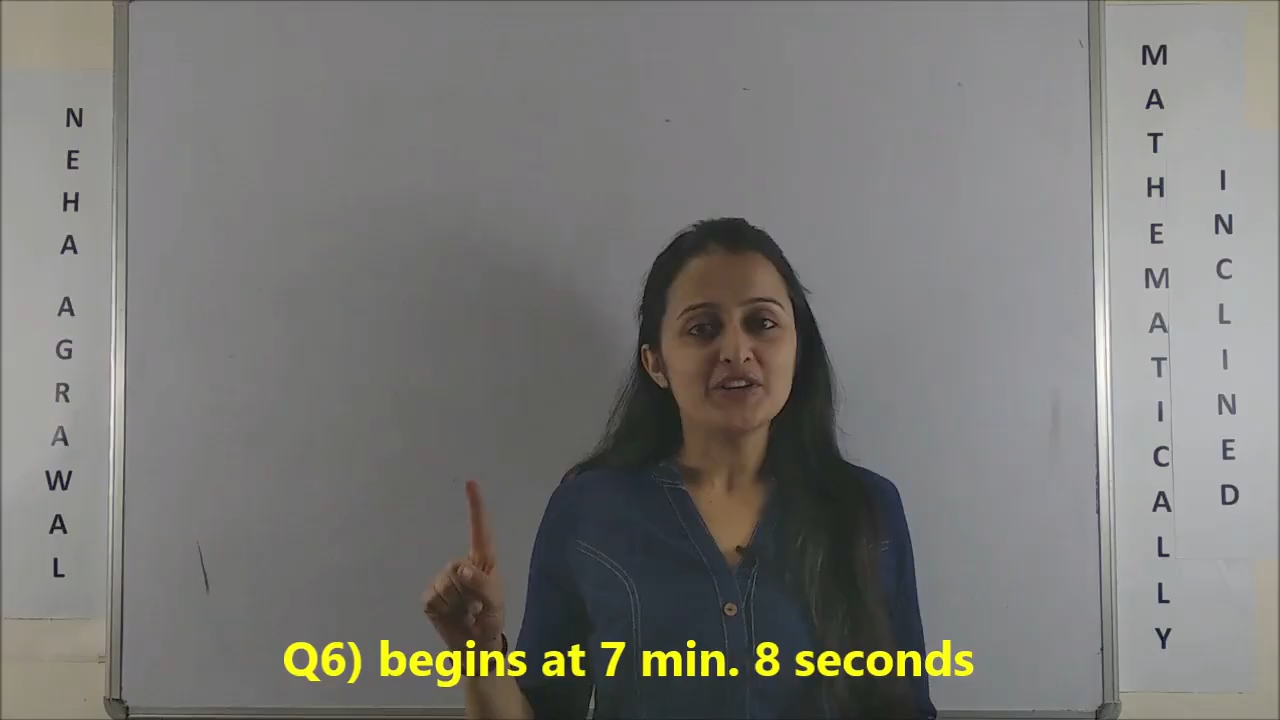 NEHA AGRAWAL
MATHEMATICALLY
INCLINED
Q6) begins at 7 min. 8 seconds